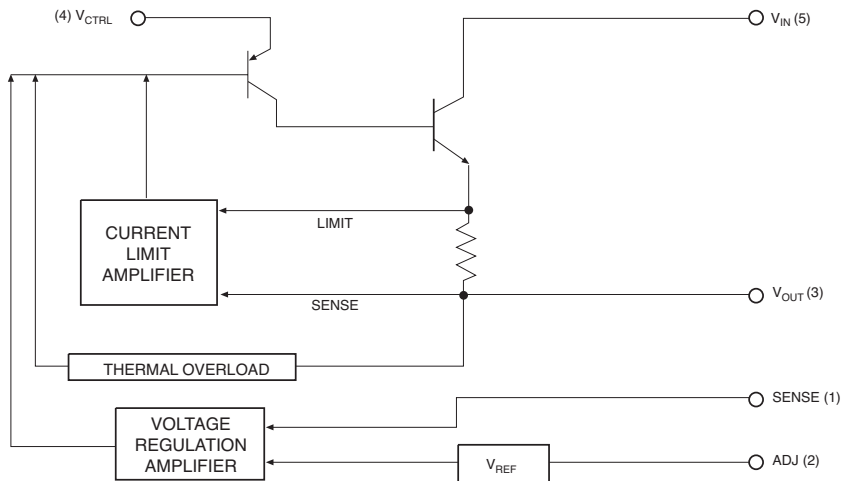 (4) VCTRL
VIN (5)
CURRENT
LIMIT
AMPLIFIER
LIMIT
SENSE
VOUT (3)
THERMAL OVERLOAD
SENSE (1)
VOLTAGE
REGULATION
AMPLIFIER
VREF
ADJ (2)